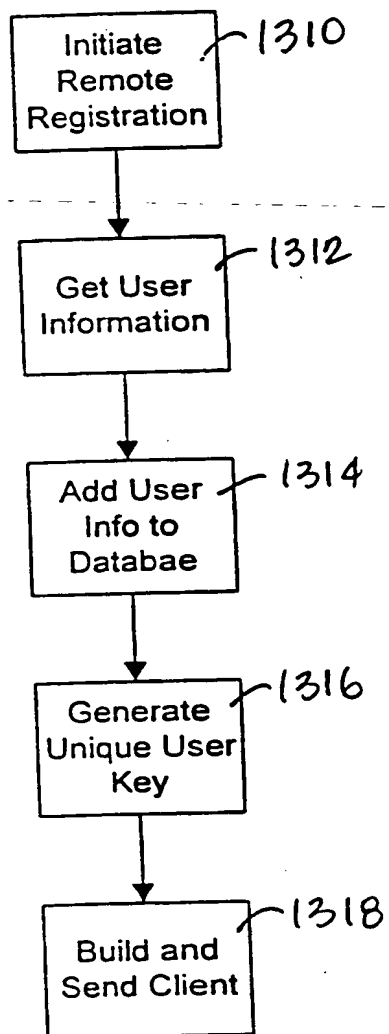 Initiate
Remote
Registration
1310
Get User
Information
1312
Add User
Info to
Databae
1314
Generate
Unique User
Key
1316
Build and
Send Client
1318